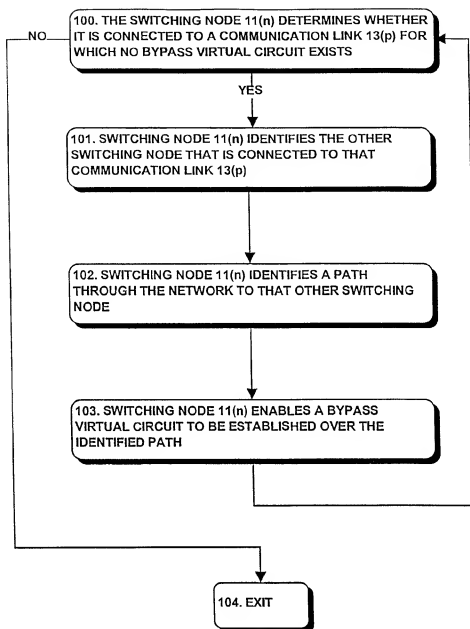 100. THE SWITCHING NODE 11(n) DETERMINES WHETHER
IT IS CONNECTED TO A COMMUNICATION LINK 13(p) FOR
WHICH NO BYPASS VIRTUAL CIRCUIT EXISTS
NO
YES
101. SWITCHING NODE 11(n) IDENTIFIES THE OTHER
SWITCHING NODE THAT IS CONNECTED TO THAT
COMMUNICATION LINK 13(p)
102. SWITCHING NODE 11(n) IDENTIFIES A PATH
THROUGH THE NETWORK TO THAT OTHER SWITCHING
NODE
103. SWITCHING NODE 11(n) ENABLES A BYPASS
VIRTUAL CIRCUIT TO BE ESTABLISHED OVER THE
IDENTIFIED PATH
104. EXIT